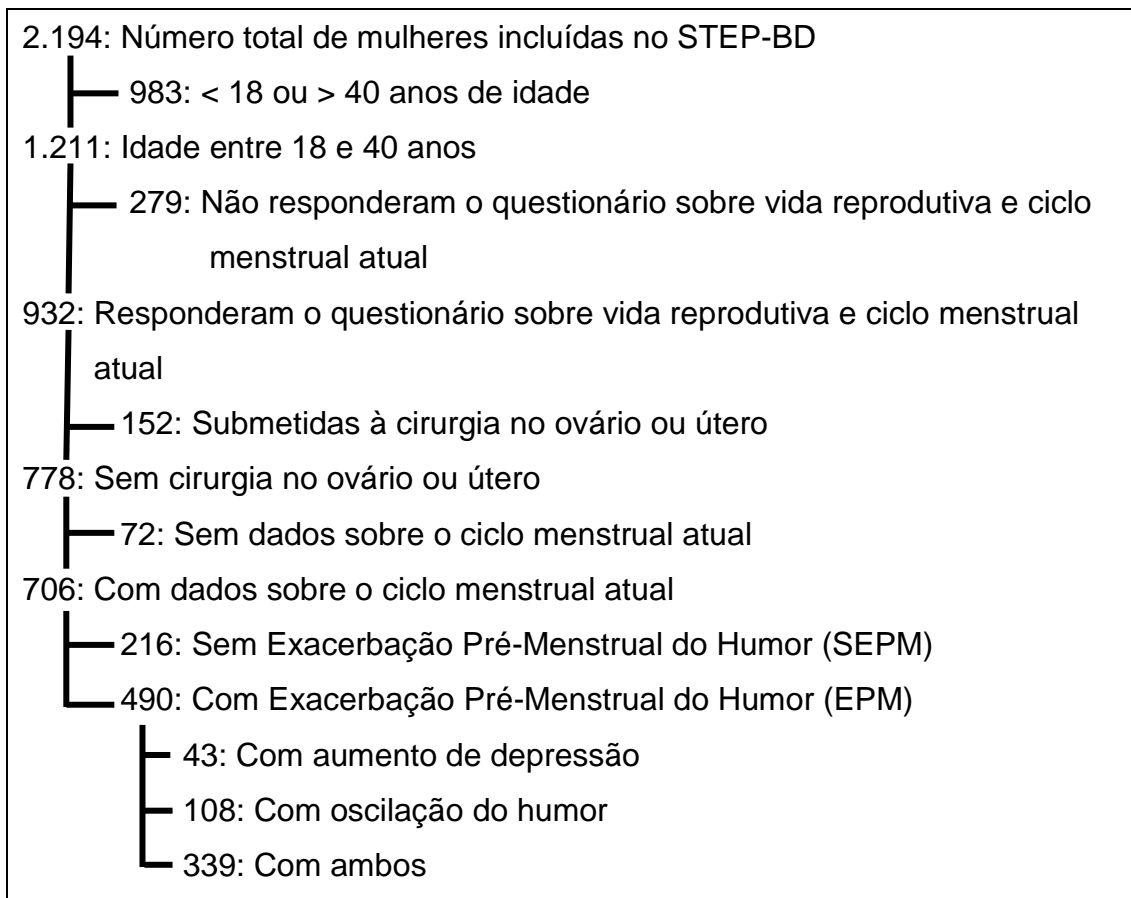 2.194: Número total de mulheres incluídas no STEP-BD
983: < 18 ou > 40 anos de idade
1.211: Idade entre 18 e 40 anos
279: Não responderam o questionário sobre vida reprodutiva e ciclo
menstrual atual
932: Responderam o questionário sobre vida reprodutiva e ciclo menstrual
atual
152: Submetidas à cirurgia no ovário ou útero
778: Sem cirurgia no ovário ou útero
72: Sem dados sobre o ciclo menstrual atual
706: Com dados sobre o ciclo menstrual atual
216: Sem Exacerbação Pré-Menstrual do Humor (SEPM)
490: Com Exacerbação Pré-Menstrual do Humor (EPM)
43: Com aumento de depressão
108: Com oscilação do humor
339: Com ambos